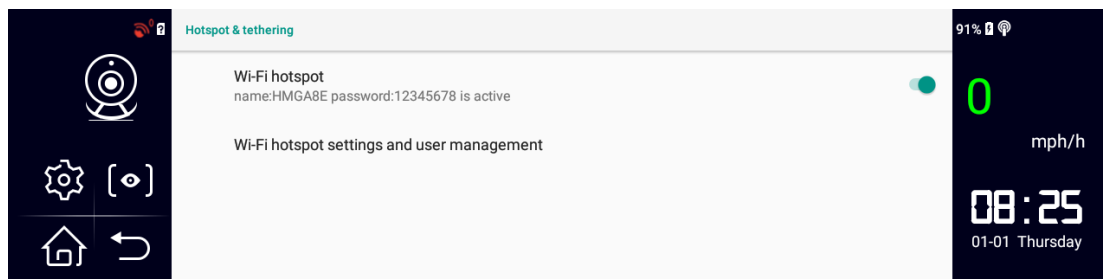 0
Hotspot & tethering
Wi-Fi hotspot
name:HMGA8E password:12345678 is active
Wi-Fi hotspot settings and user management
91%
0
mph/h
08:25
01-01 Thursday